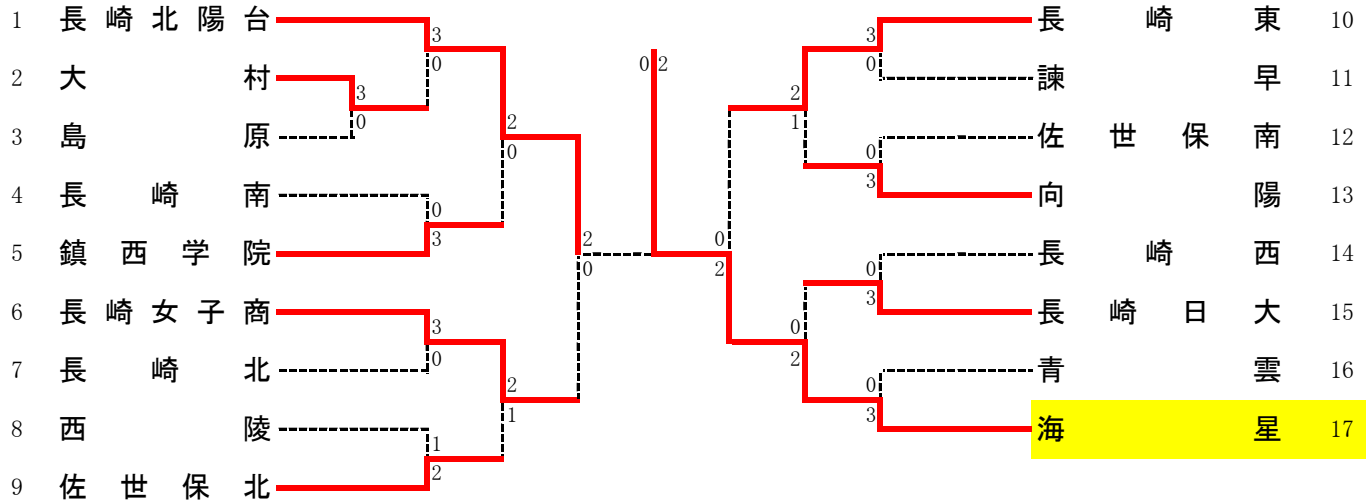 1 長崎北陽台
2 大村
3 島原
4 長崎南
5 鎮西学院
6 長崎女子商
7 長崎北
8 西陵
9 佐世保北
3
0
3
0
2
0
0
3
2
0
3
0
2
1
1
2
0 2
0
2
3
0
2
1
0
3
0
3
0
2
0
3
長崎東 10
諫早 11
佐世保南 12
向陽 13
長崎西 14
長崎日大 15
青雲 16
海星 17